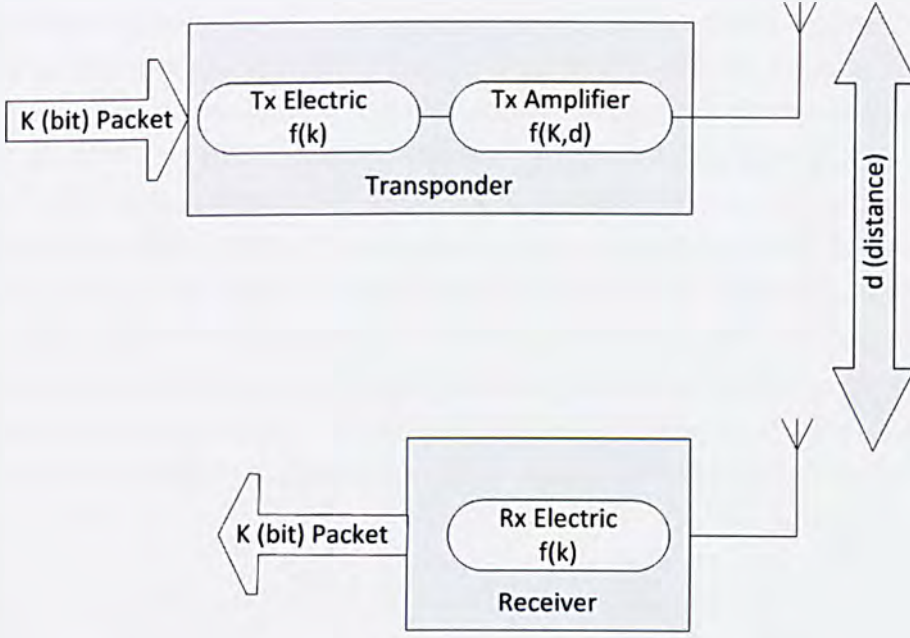 K (bit) Packet
Tx Electric
f(k)
Tx Amplifier
f(K,d)
Transponder
d (distance)
K (bit) Packet
Rx Electric
f(k)
Receiver